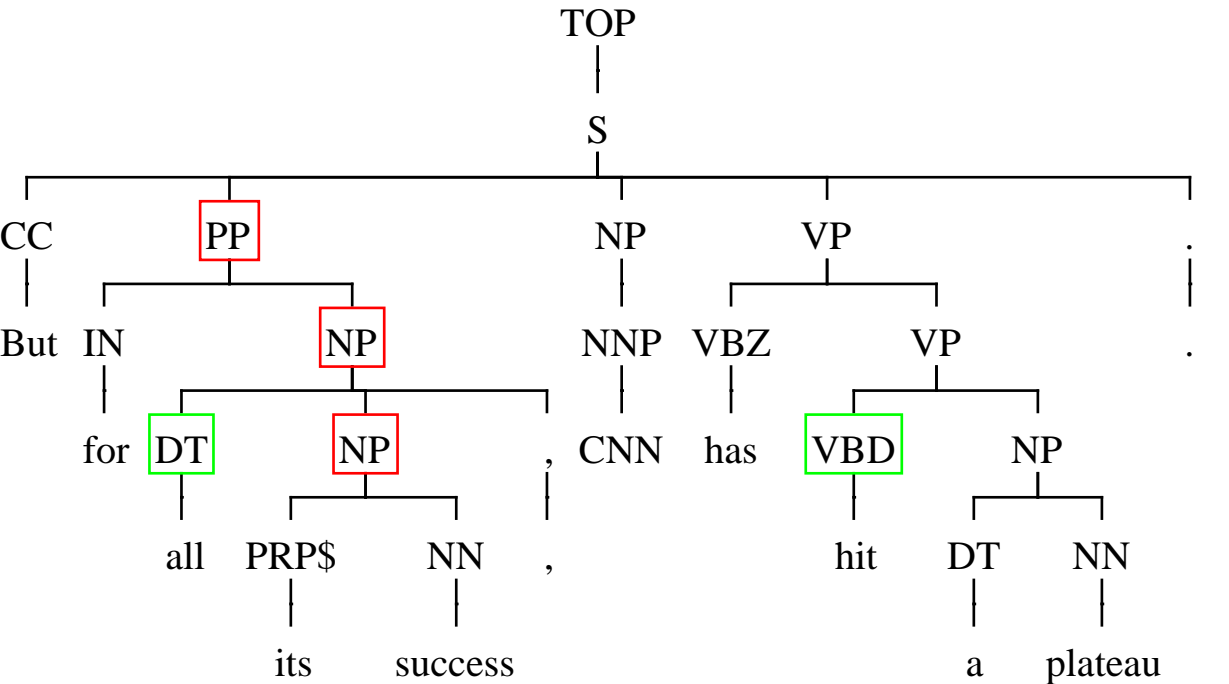 TOP
S
CC PP NP VP .
But IN NP NNP VBZ VP .
for DT NP , CNN has VBD NP
all PRP$ NN , hit DT NN
its success a plateau